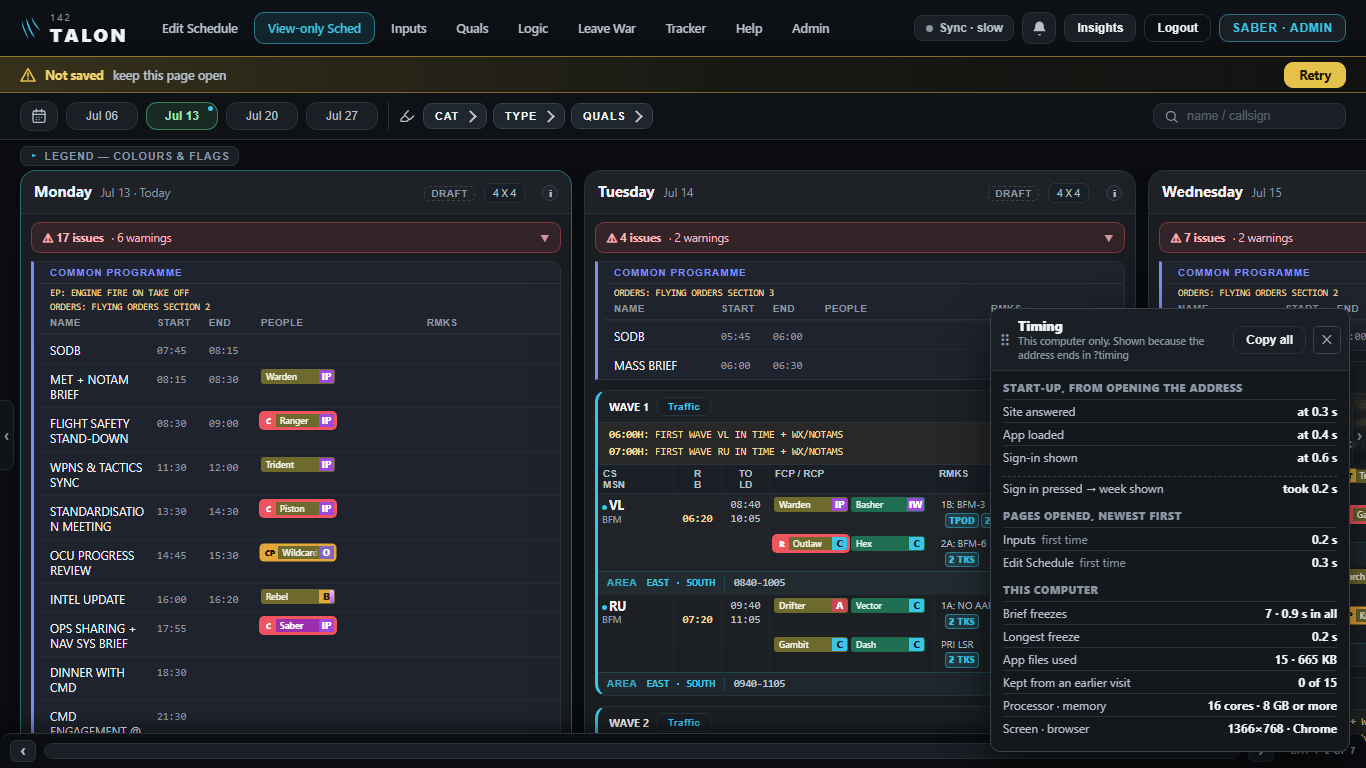 142
TALON
Edit Schedule
View-only Sched
Inputs
Quals
Logic
Leave War
Tracker
Help
Admin
Sync · slow
Insights
Logout
SABER · ADMIN
Not saved keep this page open
Retry
Jul 06
Jul 13
Jul 20
Jul 27
CAT
TYPE
QUALS
name / callsign
LEGEND — COLOURS & FLAGS
Monday Jul 13 · Today
DRAFT
4 X 4
i
17 issues · 6 warnings
COMMON PROGRAMME
EP: ENGINE FIRE ON TAKE OFF
ORDERS: FLYING ORDERS SECTION 2
NAME START END PEOPLE RMKS
SODB 07:45 08:15
MET + NOTAM BRIEF 08:15 08:30 Warden IP
FLIGHT SAFETY STAND-DOWN 08:30 09:00 C Ranger IP
WPNS & TACTICS SYNC 11:30 12:00 Trident IP
STANDARDISATIO
N MEETING 13:30 14:30 C Piston IP
OCU PROGRESS REVIEW 14:45 15:30 CP Wildcard O
INTEL UPDATE 16:00 16:20 Rebel B
OPS SHARING + NAV SYS BRIEF 17:55 C Saber IP
DINNER WITH CMD 18:30
CMD ENGAGEMENT @ 21:30
Tuesday Jul 14
DRAFT
4 X 4
i
4 issues · 2 warnings
COMMON PROGRAMME
ORDERS: FLYING ORDERS SECTION 3
NAME START END PEOPLE RMKS
SODB 05:45 06:00
MASS BRIEF 06:00 06:30
WAVE 1 Traffic
06:00H: FIRST WAVE VL IN TIME + WX/NOTAMS
07:00H: FIRST WAVE RU IN TIME + WX/NOTAMS
CS R TO FCP / RCP RMKS
MSN B LD
VL 08:40 Warden IP Basher IW 1B: BFM-3
BFM 06:20 10:05 TPOD 2
R Outlaw C Hex C 2A: BFM-6
2 TKS
AREA EAST · SOUTH 0840-1005
RU 09:40 Drifter A Vector C 1A: NO AA
BFM 07:20 11:05 2 TKS
Gambit C Dash C PRI LSR
2 TKS
AREA EAST · SOUTH 0940-1105
WAVE 2 Traffic
Wednesday Jul 15
7 issues · 2 warnings
COMMON PROGRAMME
ORDERS: FLYING ORDERS SECTION 2
NAME START END
Timing
This computer only. Shown because the
address ends in ?timing
Copy all
START-UP, FROM OPENING THE ADDRESS
Site answered at 0.3 s
App loaded at 0.4 s
Sign-in shown at 0.6 s
Sign in pressed → week shown took 0.2 s
PAGES OPENED, NEWEST FIRST
Inputs first time 0.2 s
Edit Schedule first time 0.3 s
THIS COMPUTER
Brief freezes 7 · 0.9 s in all
Longest freeze 0.2 s
App files used 15 · 665 KB
Kept from an earlier visit 0 of 15
Processor · memory 16 cores · 8 GB or more
Screen · browser 1366×768 · Chrome